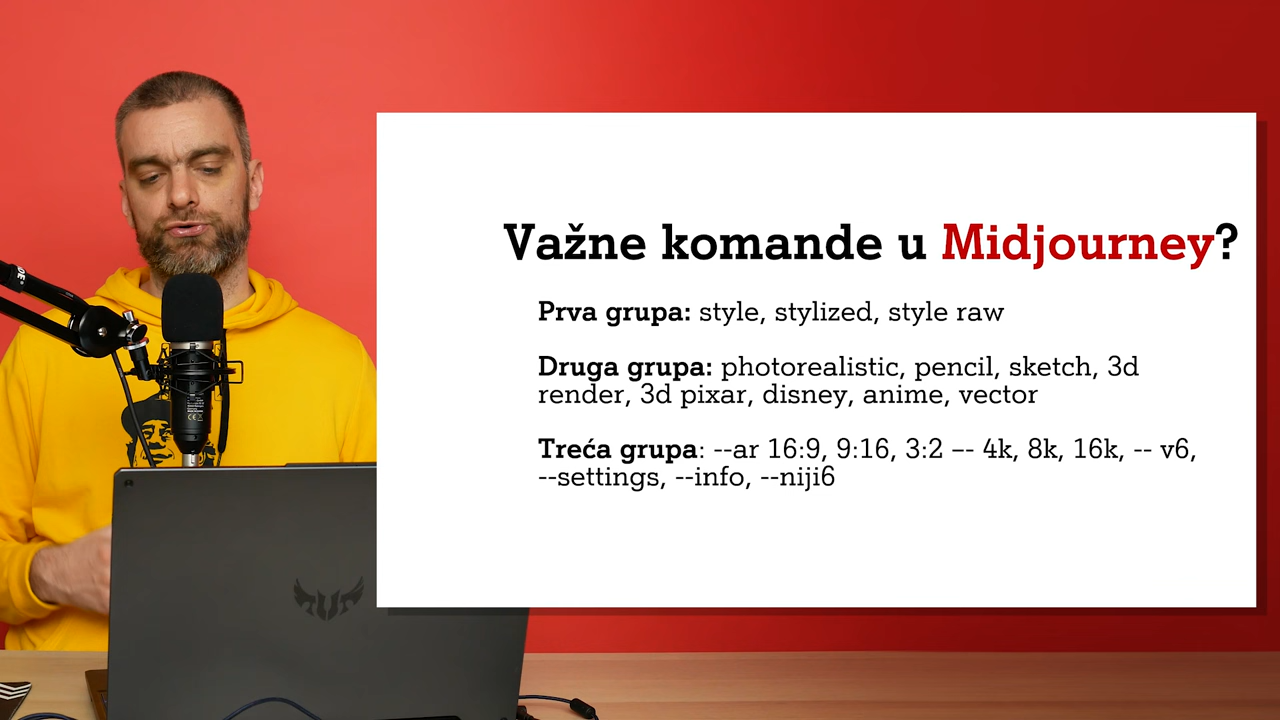 Važne komande u Midjourney?
Prva grupa: style, stylized, style raw
Druga grupa: photorealistic, pencil, sketch, 3d
render, 3d pixar, disney, anime, vector
Treća grupa: --ar 16:9, 9:16, 3:2 –- 4k, 8k, 16k, -- v6,
--settings, --info, --niji6